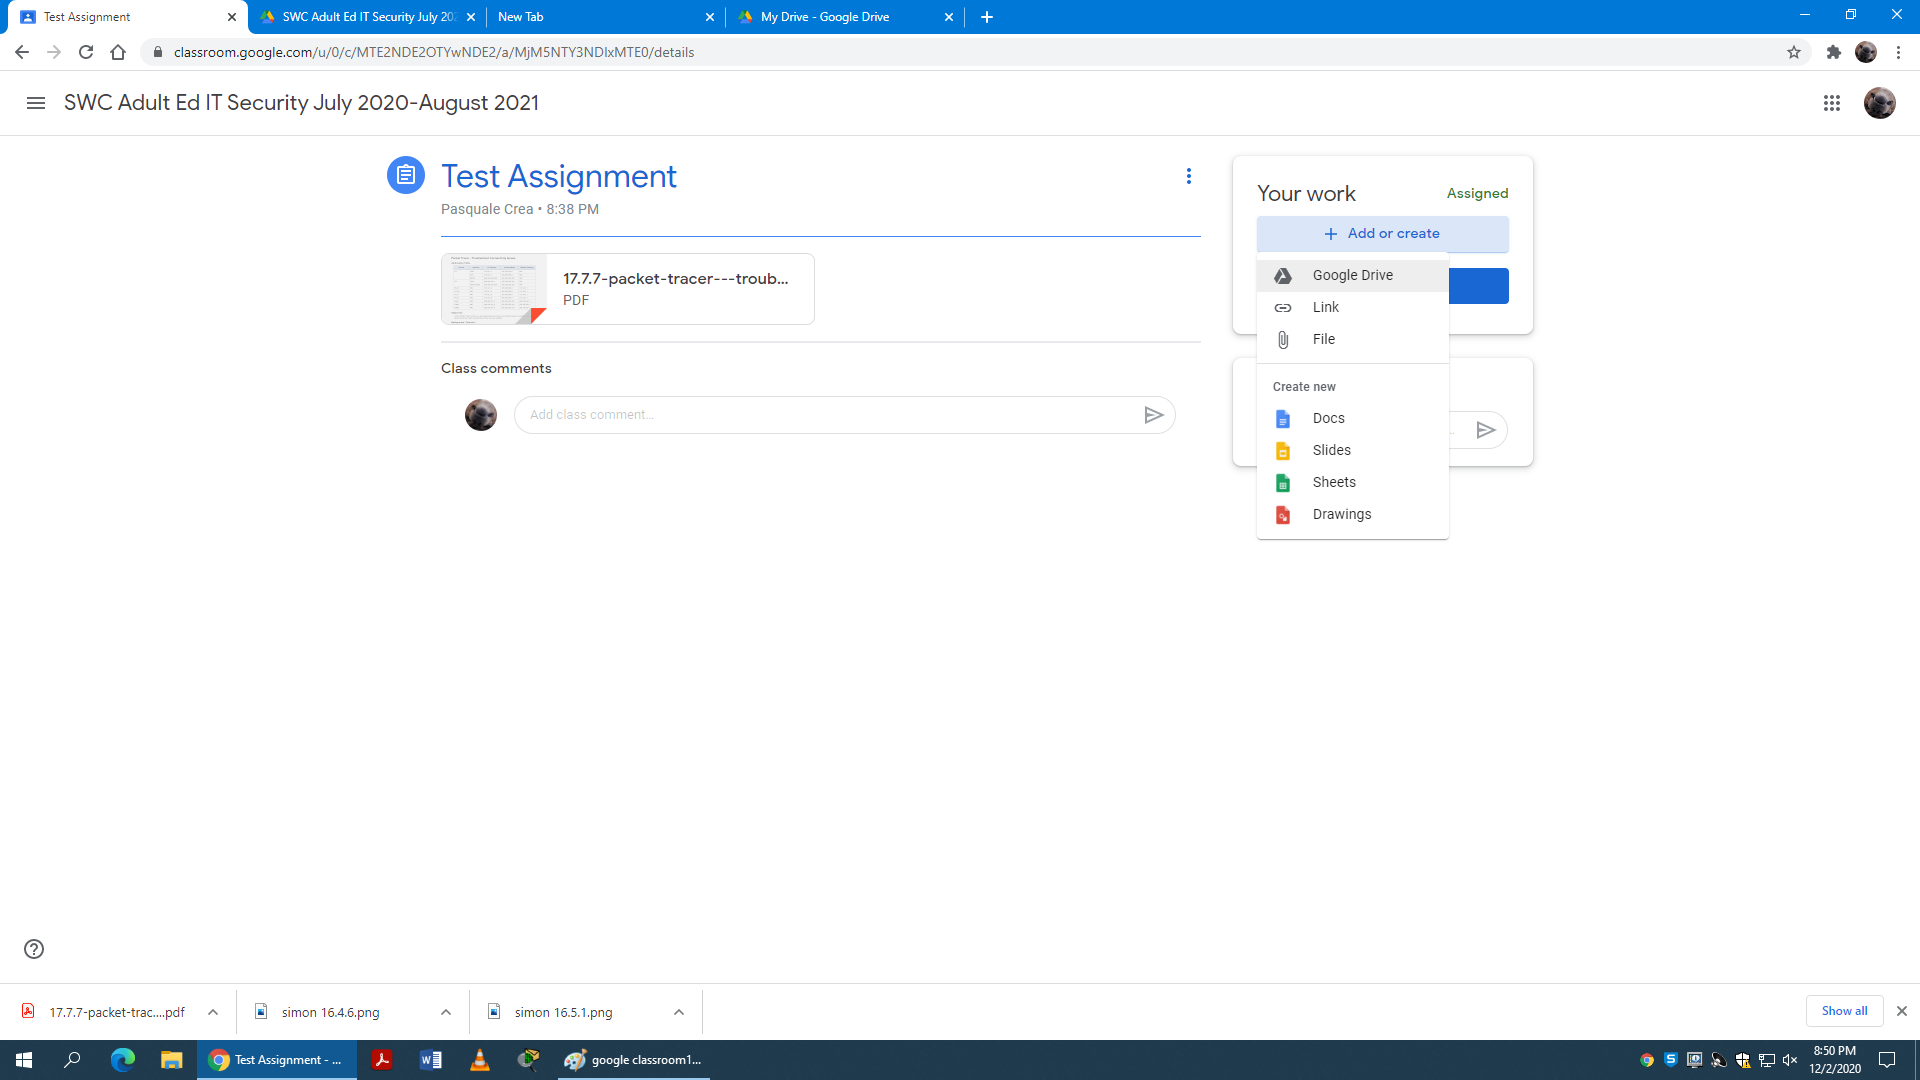 Test Assignment
SWC Adult Ed IT Security July 202
New Tab
My Drive - Google Drive
classroom.google.com/u/0/c/MTE2NDE2OTYwNDE2/a/MjM5NTY3NDIxMTE0/details
SWC Adult Ed IT Security July 2020-August 2021
Test Assignment
Pasquale Crea • 8:38 PM
17.7.7-packet-tracer---troub...
PDF
Class comments
Add class comment...
Your work
Assigned
Add or create
Google Drive
Link
File
Create new
Docs
Slides
Sheets
Drawings
17.7.7-packet-trac....pdf
simon 16.4.6.png
simon 16.5.1.png
Show all
Test Assignment - ...
google classroom1...
8:50 PM
12/2/2020